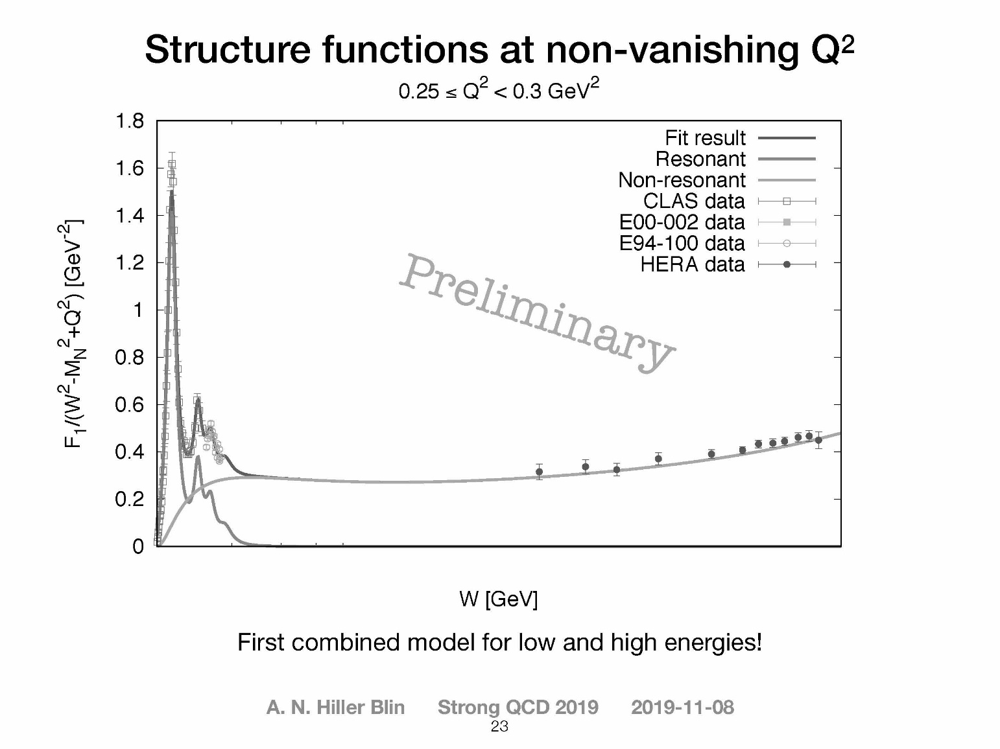 Structure functions at non-vanishing Q²
0.25 ≤ Q² < 0.3 GeV²
1.8
1.6
1.4
1.2
1
0.8
0.6
0.4
0.2
0
F₁/(W²-M_N²+Q²) [GeV⁻²]
Fit result
Resonant
Non-resonant
CLAS data
E00-002 data
E94-100 data
HERA data
Preliminary
W [GeV]
First combined model for low and high energies!
A. N. Hiller Blin Strong QCD 2019 2019-11-08
23